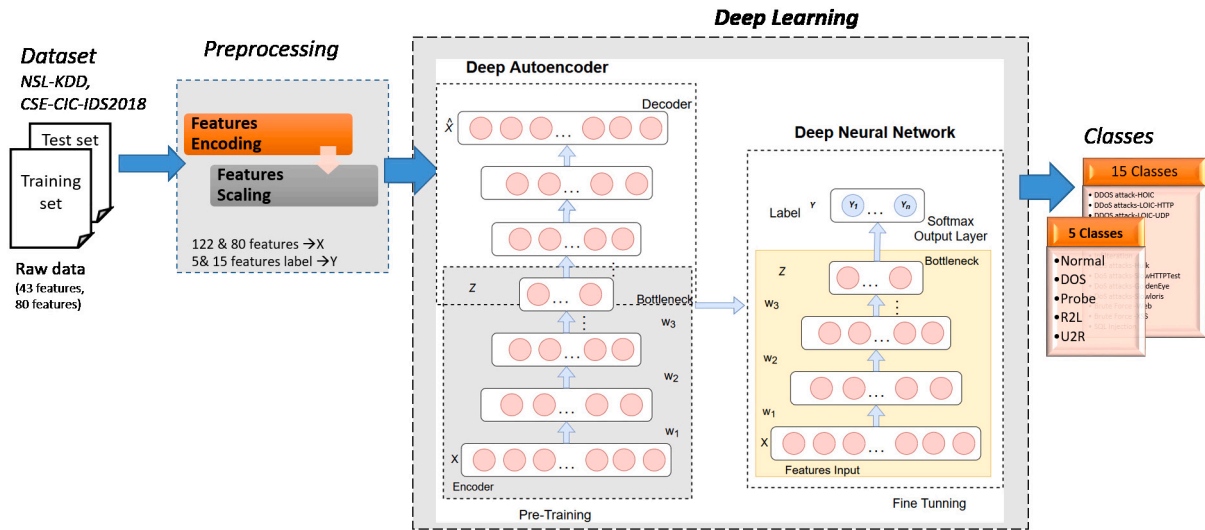 Deep Learning
Dataset
NSL-KDD,
CSE-CIC-IDS2018
Test set
Training
set
Raw data
(43 features,
80 features)
Preprocessing
Features
Encoding
Features
Scaling
122 & 80 features →X
5& 15 features label →Y
Deep Autoencoder
Decoder
^
X
...
...
...
Z
...
Bottleneck
W3
...
W2
...
W1
X
...
Encoder
Pre-Training
Deep Neural Network
Label Y Y1 ... Yn
Softmax
Output Layer
Bottleneck
Z
...
W3
...
W2
...
W1
X
...
Features Input
Fine Tunning
Classes
15 Classes
• DDOS attack-HOIC
• DDoS attacks-LOIC-HTTP
• DDOS attack-LOIC-UDP
5 Classes
•Normal
•DOS
•Probe
•R2L
•U2R